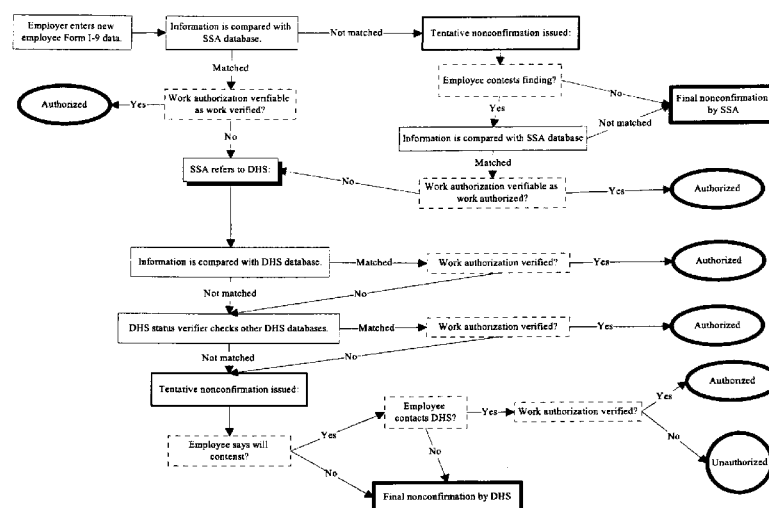 Employer enters new
employee Form I-9 data.
Information is compared with
SSA database.
Not matched
Tentative nonconfirmation issued:
Matched
Employee contests finding?
No
Final nonconfirmation
by SSA
Authorized
Yes
Work authorization verifiable
as work verified?
Yes
Not matched
Information is compared with SSA database
No
Matched
SSA refers to DHS:
No
Work authorization verifiable as
work authorized?
Yes
Authorized
Information is compared with DHS database.
Matched
Work authorization verified?
Yes
Authorized
Not matched
No
DHS status verifier checks other DHS databases.
Matched
Work authorization verified?
Yes
Authorized
Not matched
No
Tentative nonconfirmation issued:
Employee
contacts DHS?
Yes
Work authorization verified?
Yes
Authorized
Yes
No
Employee says will
contenst?
No
No
Unauthorized
Final nonconfirmation by DHS